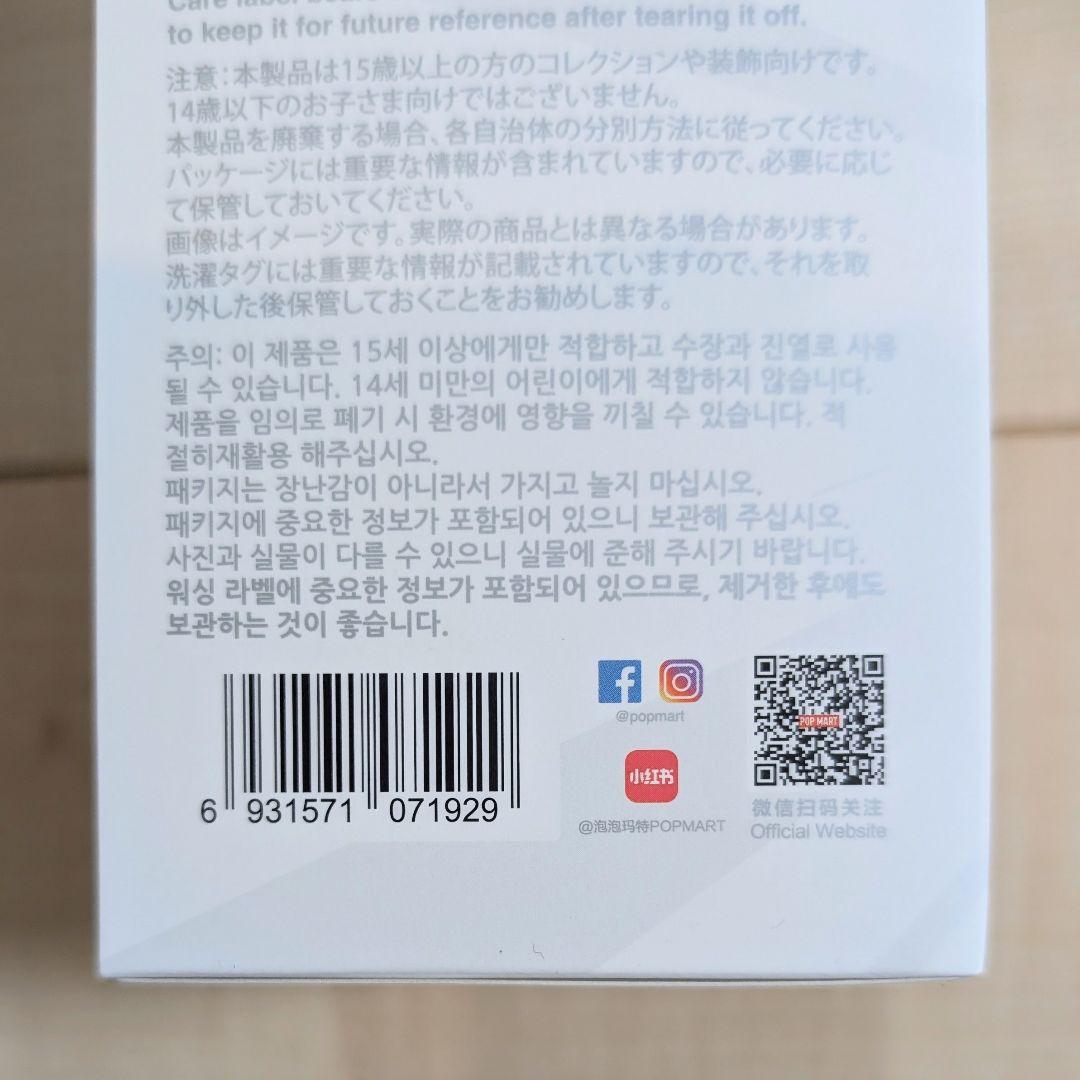 Care label bears
to keep it for future reference after tearing it off.
注意：本製品は15歳以上の方のコレクションや装飾向けです。
14歳以下のお子さま向けではございません。
本製品を廃棄する場合、各自治体の分別方法に従ってください。
パッケージには重要な情報が含まれていますので、必要に応じ
て保管しておいてください。
画像はイメージです。実際の商品とは異なる場合があります。
洗濯タグには重要な情報が記載されていますので、それを取
り外した後保管しておくことをお勧めします。
주의: 이 제품은 15세 이상에게만 적합하고 수장과 진열로 사용
될 수 있습니다. 14세 미만의 어린이에게 적합하지 않습니다.
제품을 임의로 폐기 시 환경에 영향을 끼칠 수 있습니다. 적
절히재활용 해주십시오.
패키지는 장난감이 아니라서 가지고 놀지 마십시오.
패키지에 중요한 정보가 포함되어 있으니 보관해 주십시오.
사진과 실물이 다를 수 있으니 실물에 준해 주시기 바랍니다.
워싱 라벨에 중요한 정보가 포함되어 있으므로, 제거한 후에도
보관하는 것이 좋습니다.
@popmart
POP MART
小红书
6 931571 071929
@泡泡玛特POPMART
微信扫码关注
Official Website